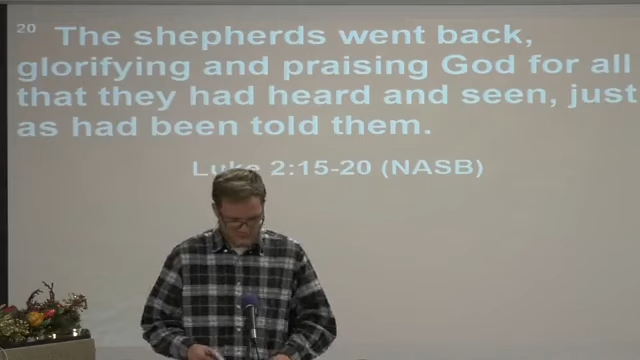 20 The shepherds went back,
glorifying and praising God for all
that they had heard and seen, just
as had been told them.
Luke 2:15-20 (NASB)